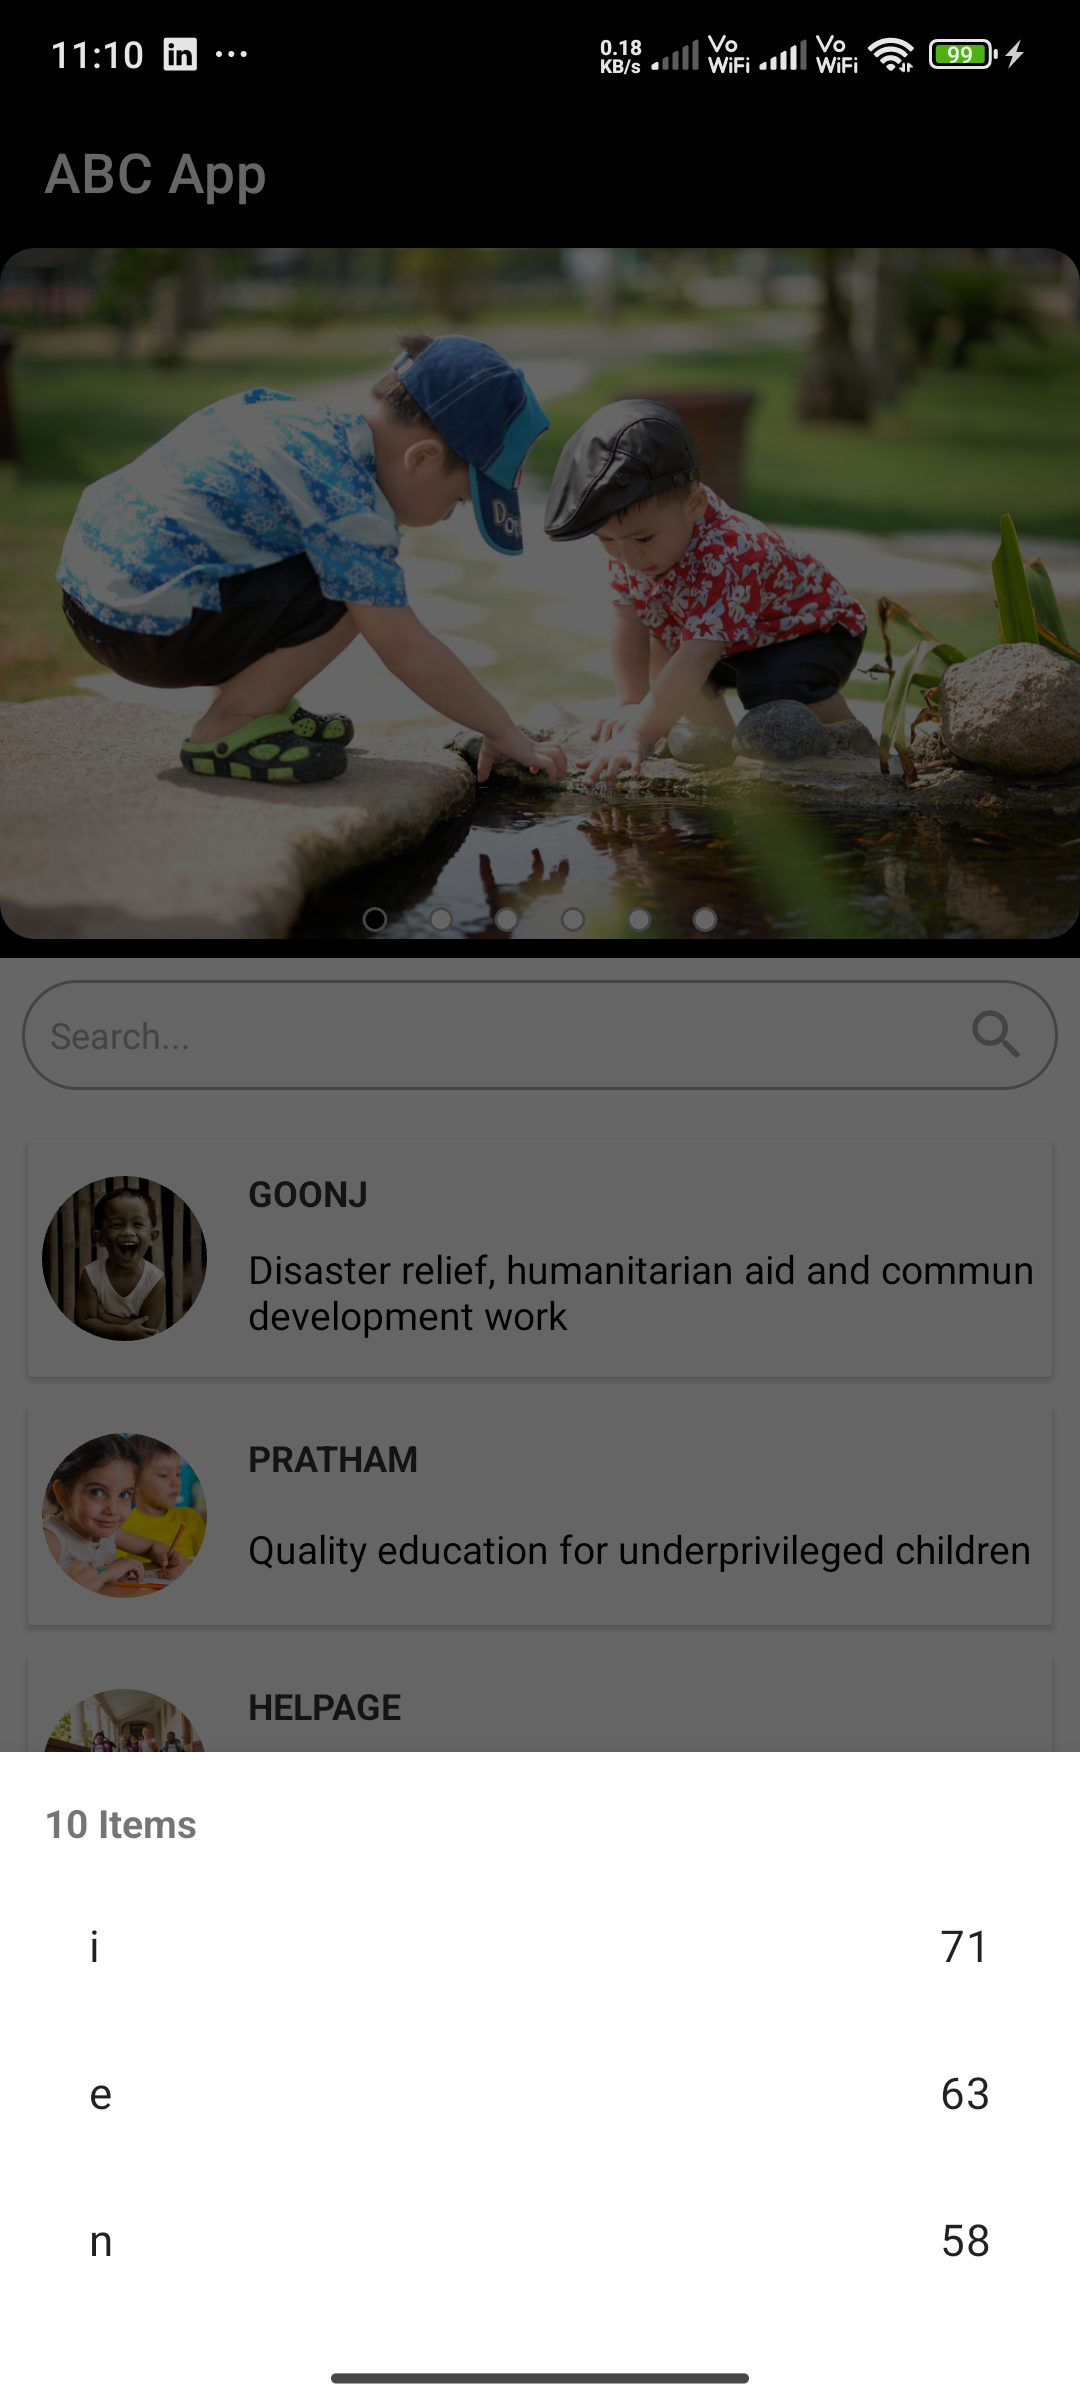 11:10 in ... 0.18 KB/s Vo WiFi Vo WiFi 99
ABC App
Do
Search...
GOONJ
Disaster relief, humanitarian aid and commun
development work
PRATHAM
Quality education for underprivileged children
HELPAGE
10 Items
i 71
e 63
n 58